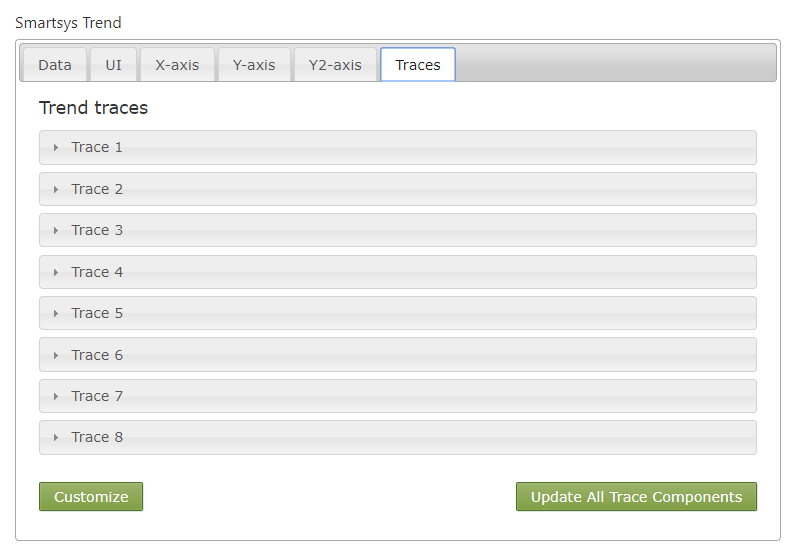 Smartsys Trend
Data UI X-axis Y-axis Y2-axis Traces
Trend traces
Trace 1
Trace 2
Trace 3
Trace 4
Trace 5
Trace 6
Trace 7
Trace 8
Customize Update All Trace Components